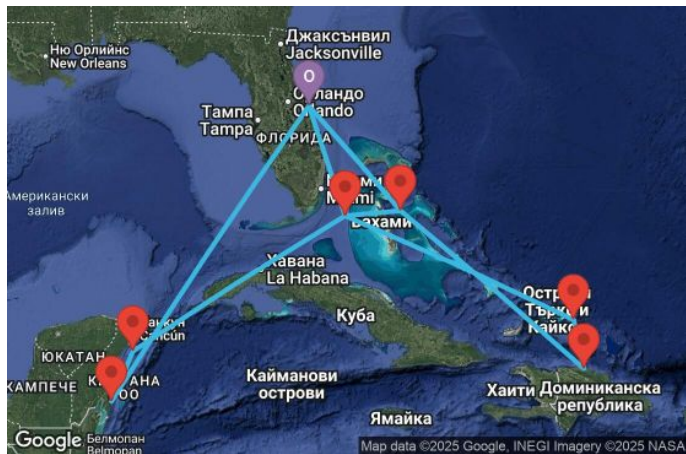 Джаксънвил
Jacksonville
Ню Орлийнс
New Orleans
O
Орландо
Orlando
Тампа
Tampa
ФЛОРИДА
Miami
Американски
залив
Бахами
Хавана
La Habana
Куба
Cancún
ЮКАТАН
КАМПЕЧЕ
Кайманови
острови
Хаити
Доминиканска
република
Ямайка
Белмопан
Belmopan
Google
Map data ©2025 Google, INEGI Imagery ©2025 NASA